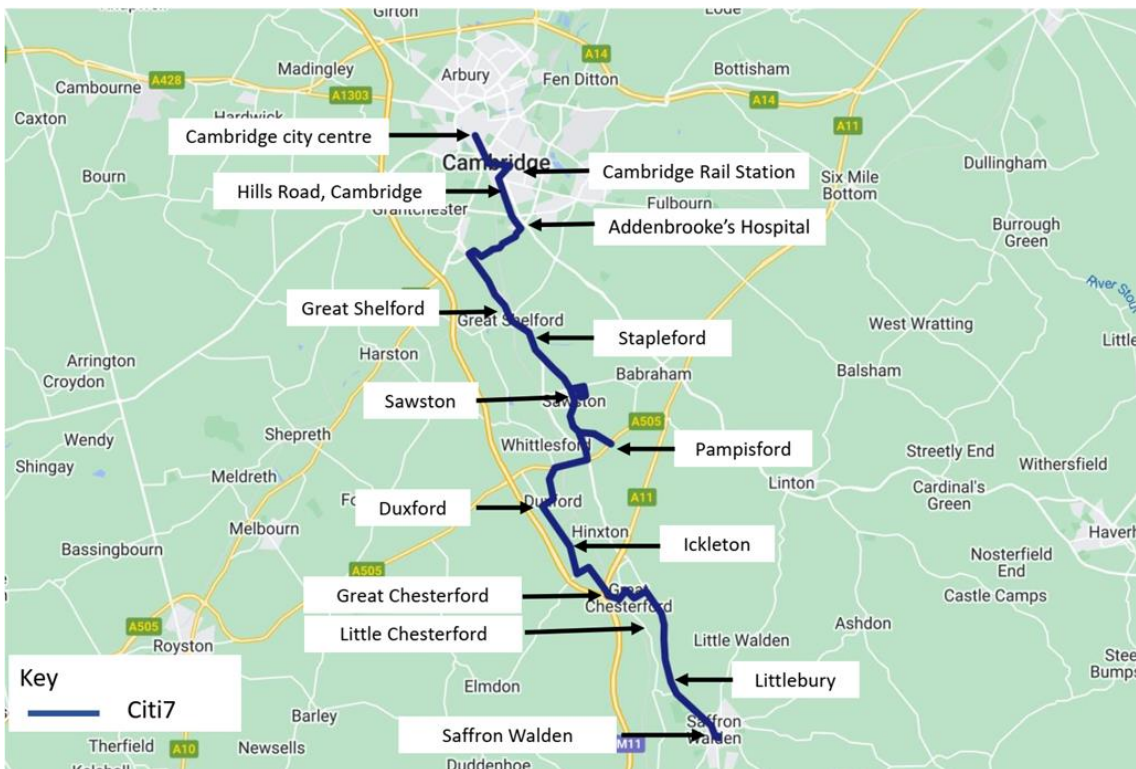 Girton
Lode
A14
Madingley
Arbury
Fen Ditton
Bottisham
A428
Cambourne
A1303
A14
Caxton
Hardwick
A11
Cambridge city centre
Cambridge
Dullingham
Bourn
Cambridge Rail Station
Six Mile
Bottom
Hills Road, Cambridge
Grantchester
Fulbourn
Addenbrooke's Hospital
Burrough
Green
River Stour
Great Shelford
Great Shelford
West Wratting
Little
Stapleford
Harston
Arrington
Croydon
Babraham
Balsham
Sawston
Sawston
A505
Wendy
Shepreth
Whittlesford
Pampisford
Streetly End
Withersfield
Shingay
Meldreth
Linton
Cardinal's
Green
Duxford
Duxford
A11
Melbourn
Hinxton
Ickleton
Haverh
Bassingbourn
Nosterfield
End
A505
Great Chesterford
Great
Chesterford
Castle Camps
A505
Little Chesterford
Ashdon
Royston
Little Walden
Stee
Bumps
Key
Elmdon
Littlebury
Citi7
Barley
Saffron Walden
Saffron
Walden
Therfield
A10
Newsells
M11
Duddenhoe